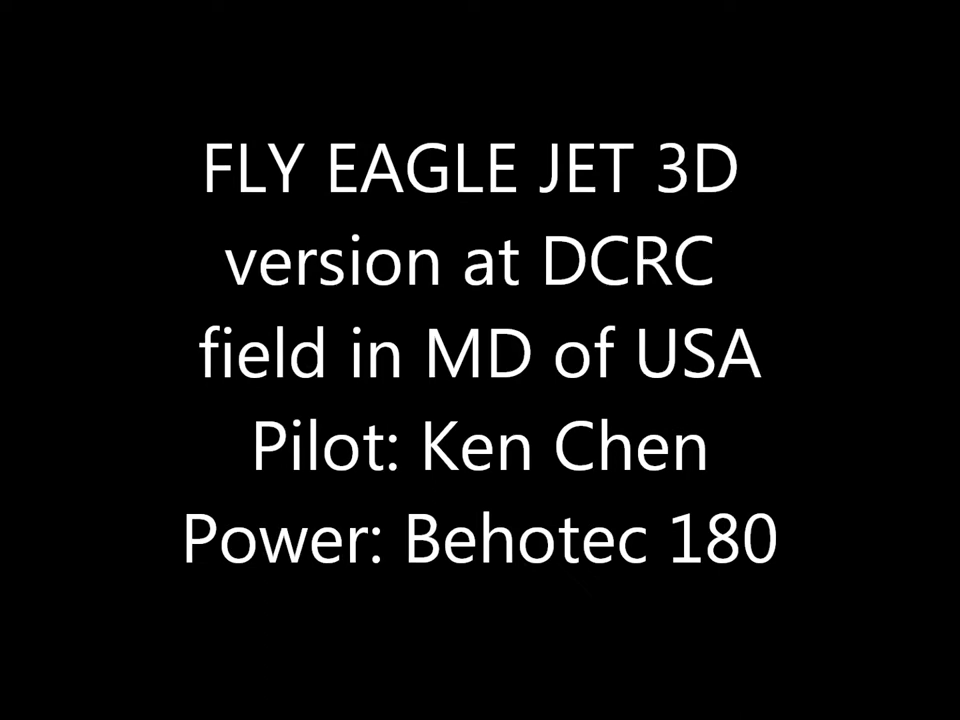 FLY EAGLE JET 3D
version at DCRC
field in MD of USA
Pilot: Ken Chen
Power: Behotec 180